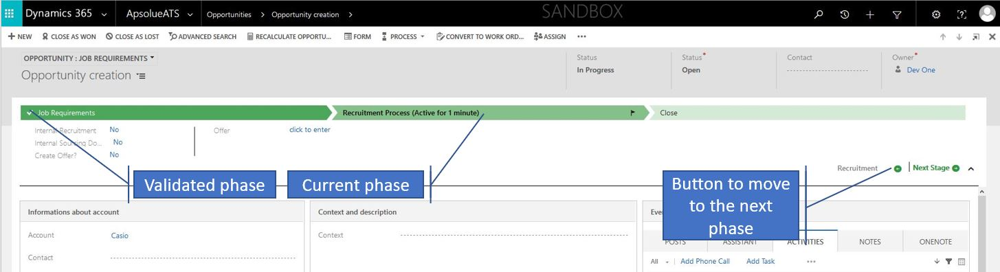 Dynamics 365
ApsolueATS
Opportunities > Opportunity creation >
SANDBOX
+ NEW
CLOSE AS WON
CLOSE AS LOST
ADVANCED SEARCH
RECALCULATE OPPORTU...
FORM
PROCESS
CONVERT TO WORK ORD...
ASSIGN
...
OPPORTUNITY : JOB REQUIREMENTS
Opportunity creation
Status
In Progress
Status*
Open
Contact
Owner*
Dev One
Job Requirements
Recruitment Process (Active for 1 minute)
Close
Internal Recruitment No
Internal Sourcing Do... No
Create Offer? No
Offer click to enter
Recruitment
Next Stage
Validated phase
Current phase
Button to move
to the next
phase
Informations about account
Account Casio
Contact
Context and description
Context
POSTS
ASSISTANT
ACTIVITIES
NOTES
ONENOTE
All
Add Phone Call
Add Task
...